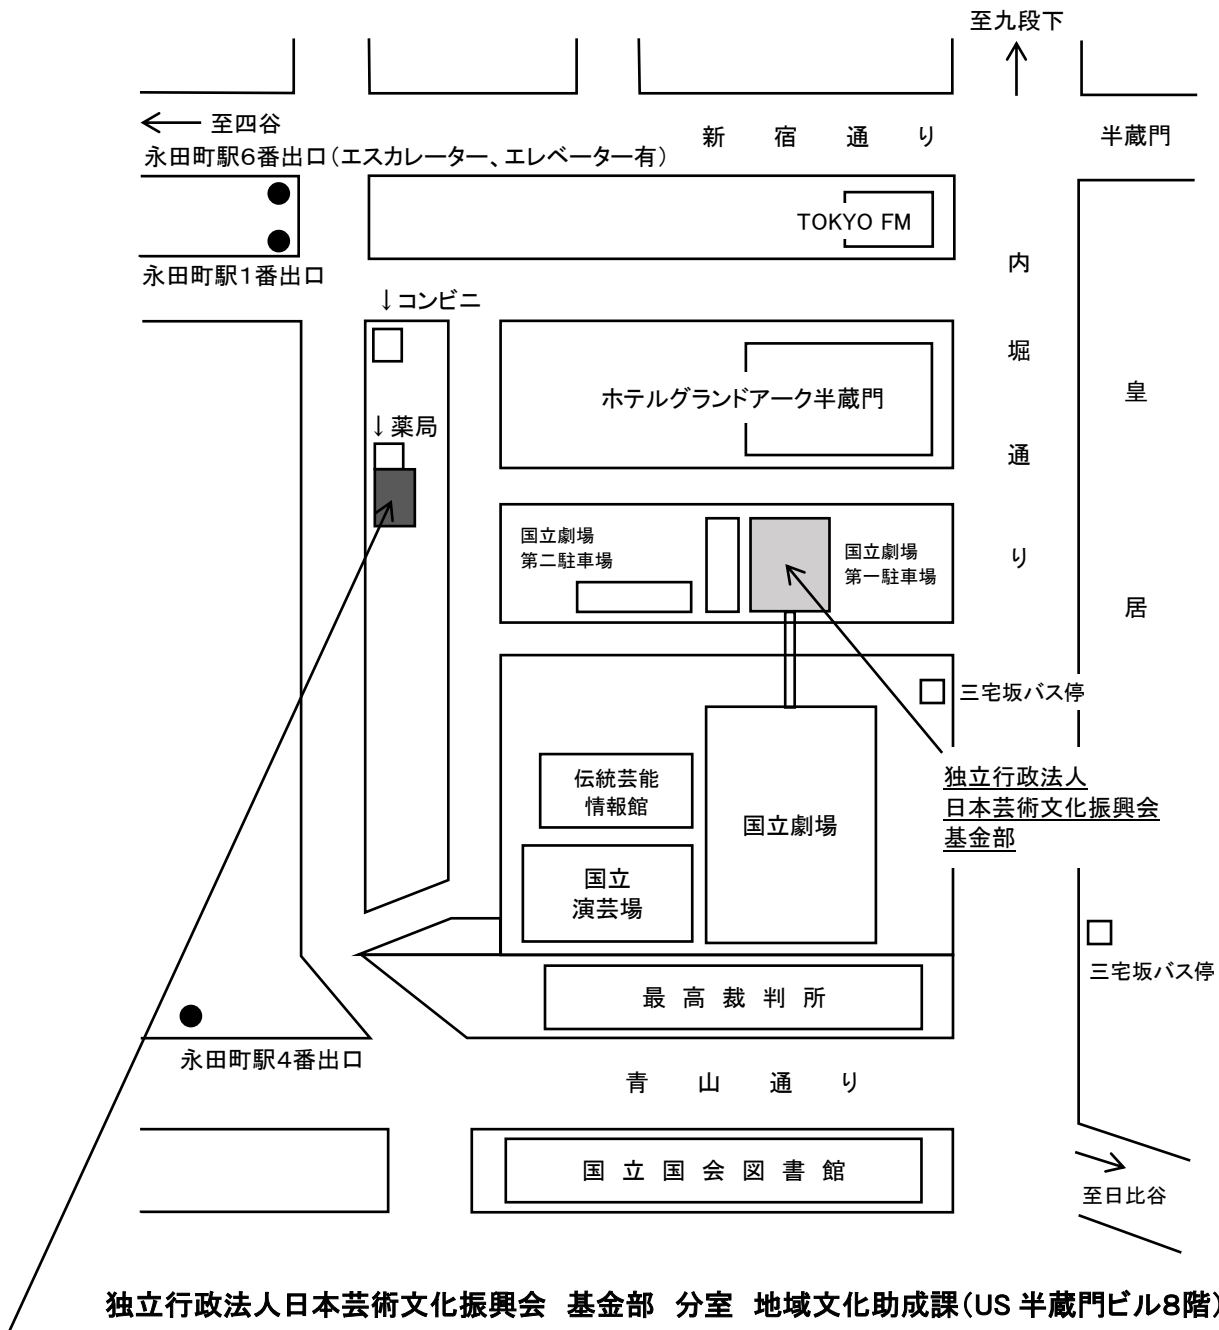 至九段下
至四谷
新宿通り
半蔵門
永田町駅6番出口(エスカレーター、エレベーター有)
TOKYO FM
永田町駅1番出口
内堀通り
↓コンビニ
ホテルグランドアーク半蔵門
皇居
↓薬局
国立劇場
第二駐車場
国立劇場
第一駐車場
三宅坂バス停
独立行政法人
日本芸術文化振興会
基金部
伝統芸能
情報館
国立劇場
国立
演芸場
三宅坂バス停
最高裁判所
永田町駅4番出口
青山通り
国立国会図書館
至日比谷
独立行政法人日本芸術文化振興会 基金部 分室 地域文化助成課(US 半蔵門ビル8階)